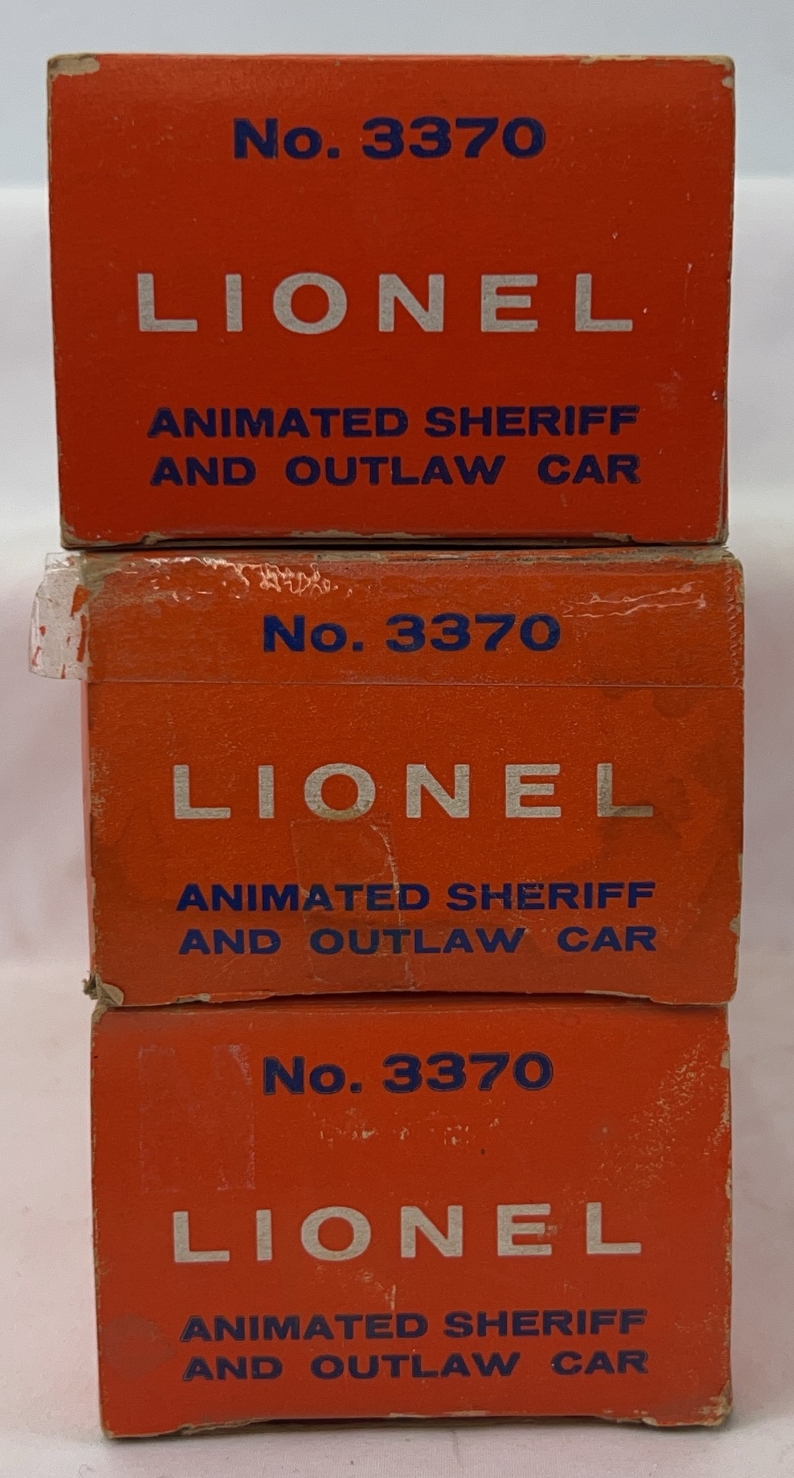 No. 3370
LIONEL
ANIMATED SHERIFF
AND OUTLAW CAR
No. 3370
LIONEL
ANIMATED SHERIFF
AND OUTLAW CAR
No. 3370
LIONEL
ANIMATED SHERIFF
AND OUTLAW CAR